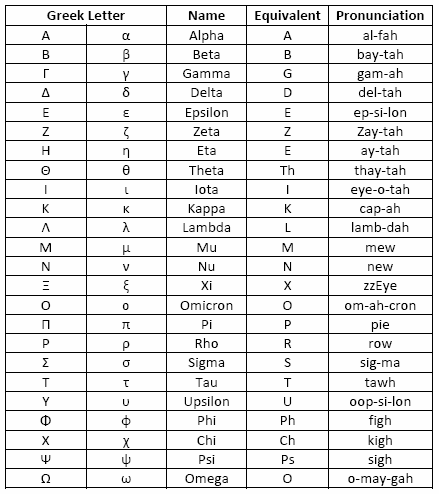 Greek Letter Name Equivalent Pronunciation
Α α Alpha A al-fah
Β β Beta B bay-tah
Γ γ Gamma G gam-ah
Δ δ Delta D del-tah
Ε ε Epsilon E ep-si-lon
Ζ ζ Zeta Z Zay-tah
Η η Eta E ay-tah
Θ θ Theta Th thay-tah
Ι ι Iota I eye-o-tah
Κ κ Kappa K cap-ah
Λ λ Lambda L lamb-dah
Μ μ Mu M mew
Ν ν Nu N new
Ξ ξ Xi X zzEye
Ο ο Omicron O om-ah-cron
Π π Pi P pie
Ρ ρ Rho R row
Σ σ Sigma S sig-ma
Τ τ Tau T tawh
Υ υ Upsilon U oop-si-lon
Φ ϕ Phi Ph figh
Χ χ Chi Ch kigh
Ψ ψ Psi Ps sigh
Ω ω Omega O o-may-gah